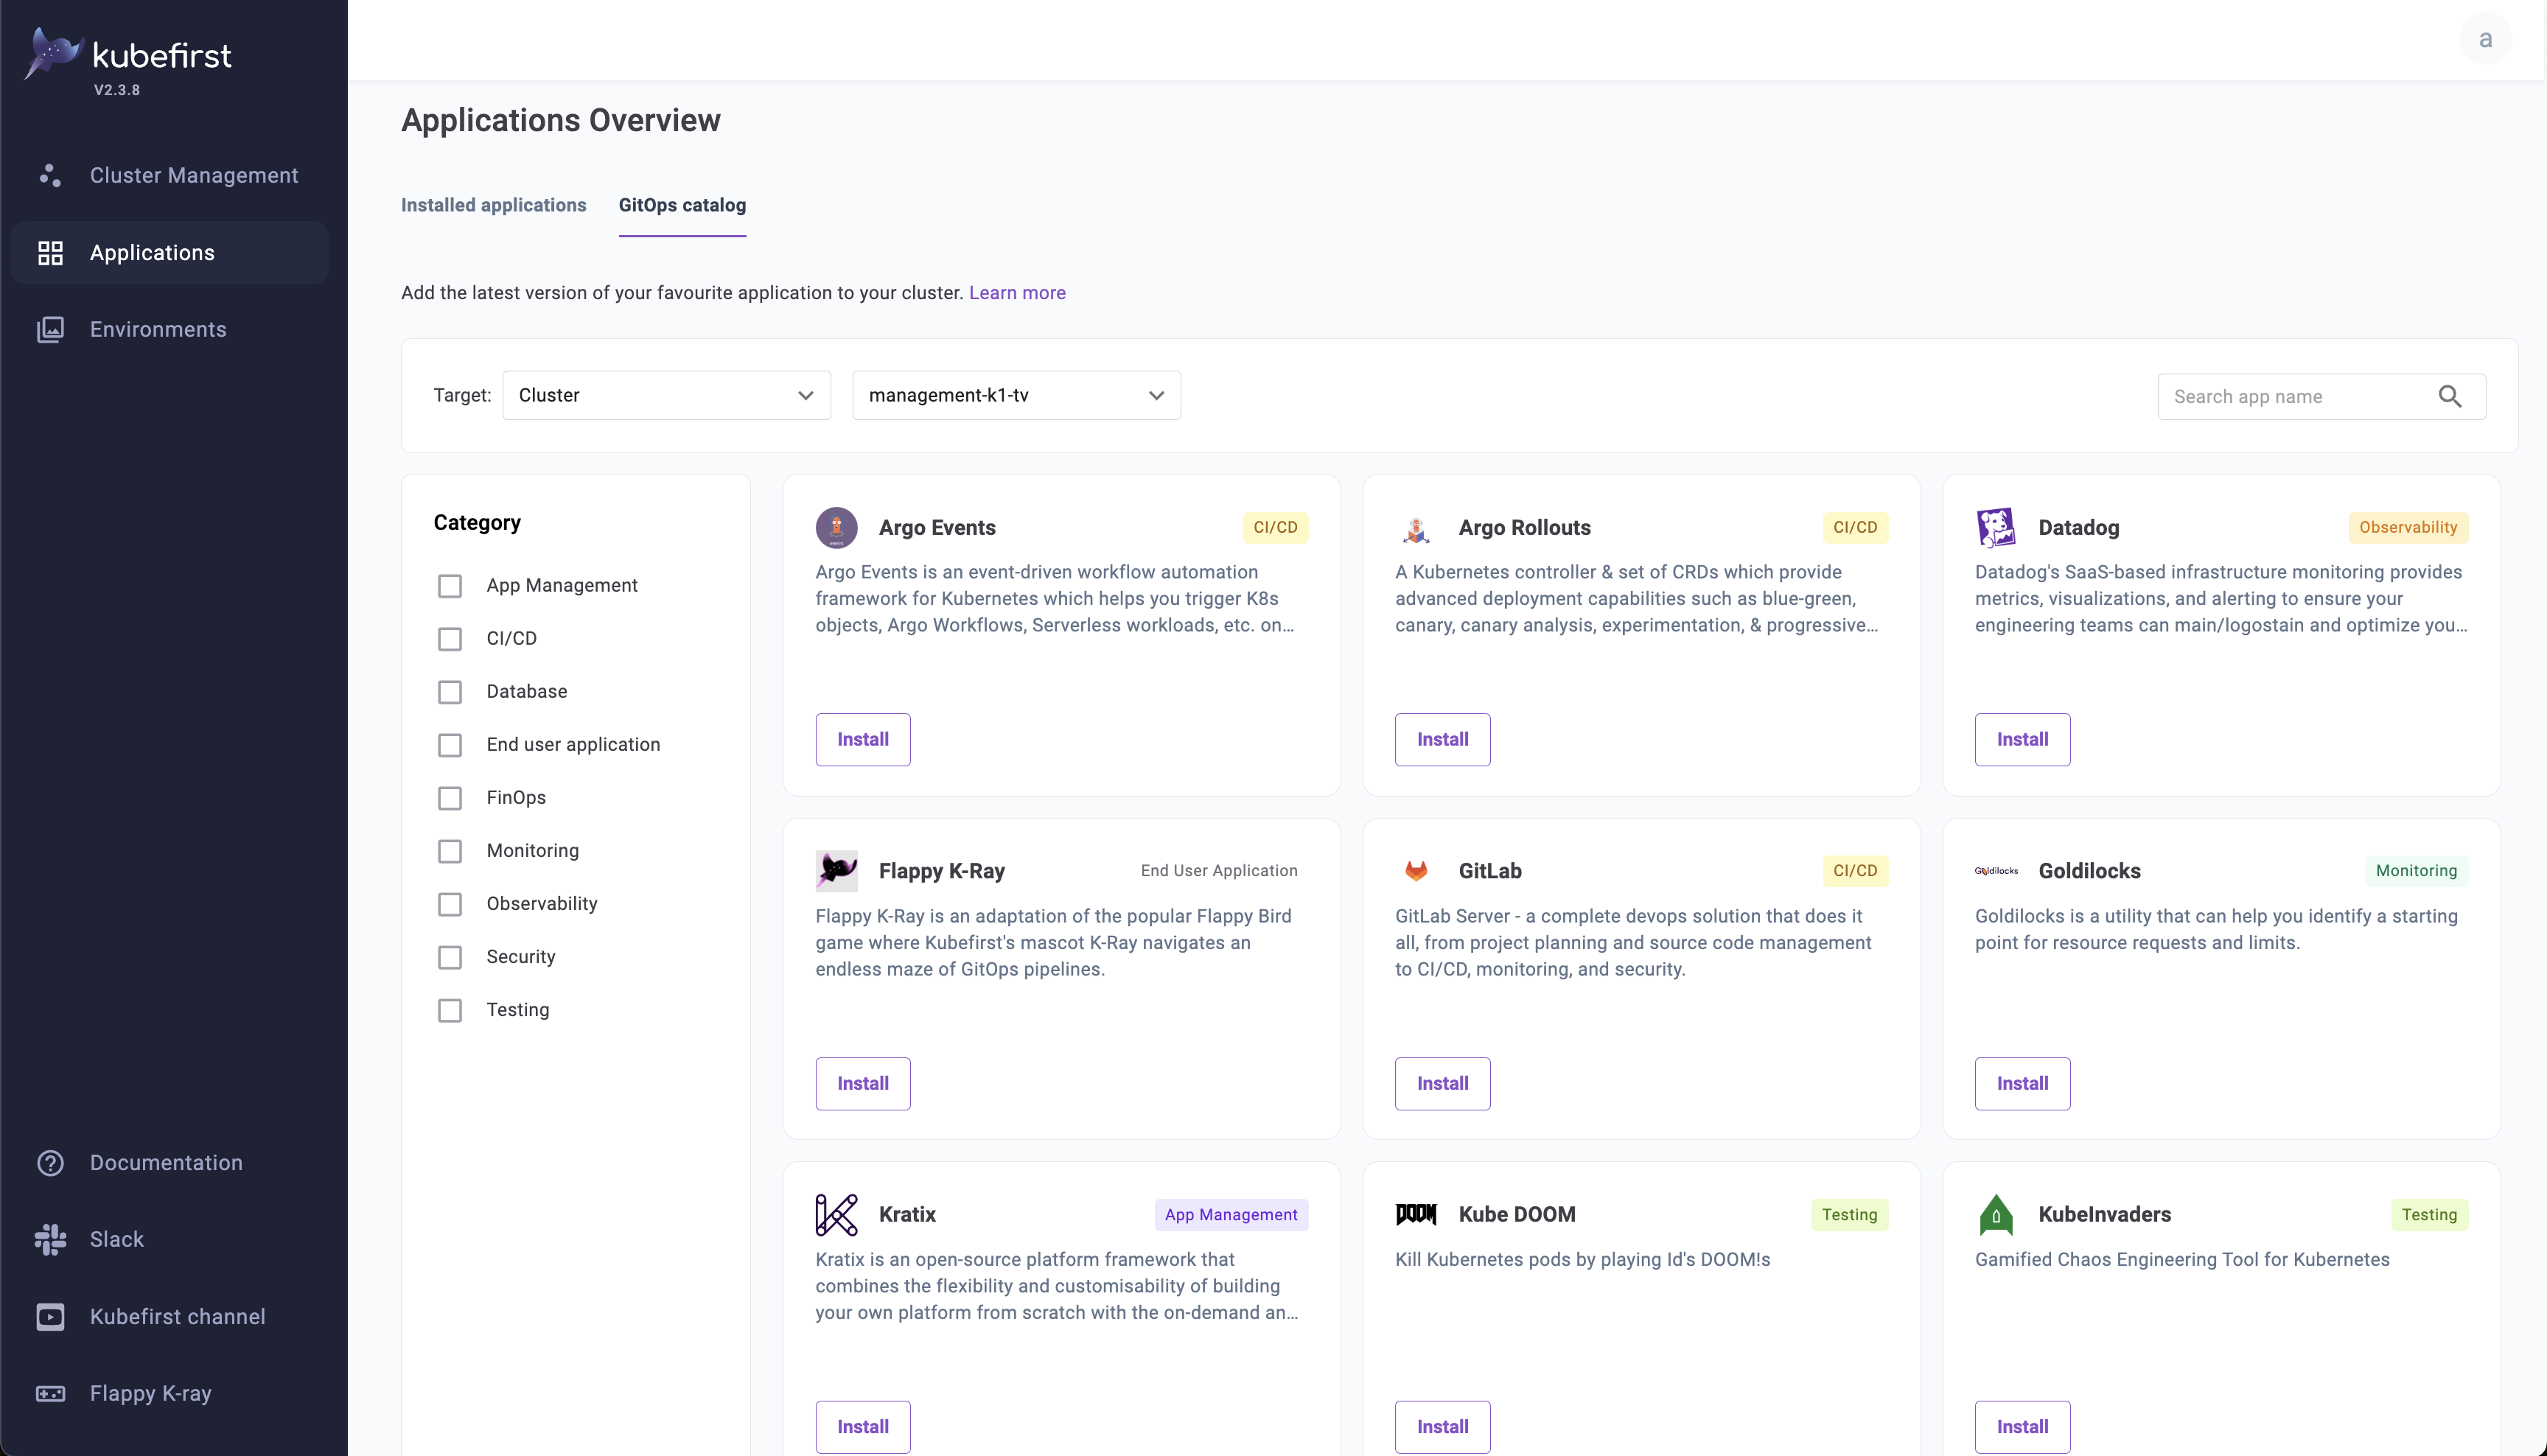 kubefirst
V2.3.8
Cluster Management
Applications
Environments
Documentation
Slack
Kubefirst channel
Flappy K-ray
a
Applications Overview
Installed applications
GitOps catalog
Add the latest version of your favourite application to your cluster. Learn more
Target:
Cluster
management-k1-tv
Search app name
Category
App Management
CI/CD
Database
End user application
FinOps
Monitoring
Observability
Security
Testing
Argo Events
CI/CD
Argo Events is an event-driven workflow automation
framework for Kubernetes which helps you trigger K8s
objects, Argo Workflows, Serverless workloads, etc. on...
Install
Argo Rollouts
CI/CD
A Kubernetes controller & set of CRDs which provide
advanced deployment capabilities such as blue-green,
canary, canary analysis, experimentation, & progressive...
Install
Datadog
Observability
Datadog's SaaS-based infrastructure monitoring provides
metrics, visualizations, and alerting to ensure your
engineering teams can main/logostain and optimize you...
Install
Flappy K-Ray
End User Application
Flappy K-Ray is an adaptation of the popular Flappy Bird
game where Kubefirst's mascot K-Ray navigates an
endless maze of GitOps pipelines.
Install
GitLab
CI/CD
GitLab Server - a complete devops solution that does it
all, from project planning and source code management
to CI/CD, monitoring, and security.
Install
Goldilocks
Goldilocks
Monitoring
Goldilocks is a utility that can help you identify a starting
point for resource requests and limits.
Install
Kratix
App Management
Kratix is an open-source platform framework that
combines the flexibility and customisability of building
your own platform from scratch with the on-demand an...
Install
DOOM
Kube DOOM
Testing
Kill Kubernetes pods by playing Id's DOOM!s
Install
KubeInvaders
Testing
Gamified Chaos Engineering Tool for Kubernetes
Install